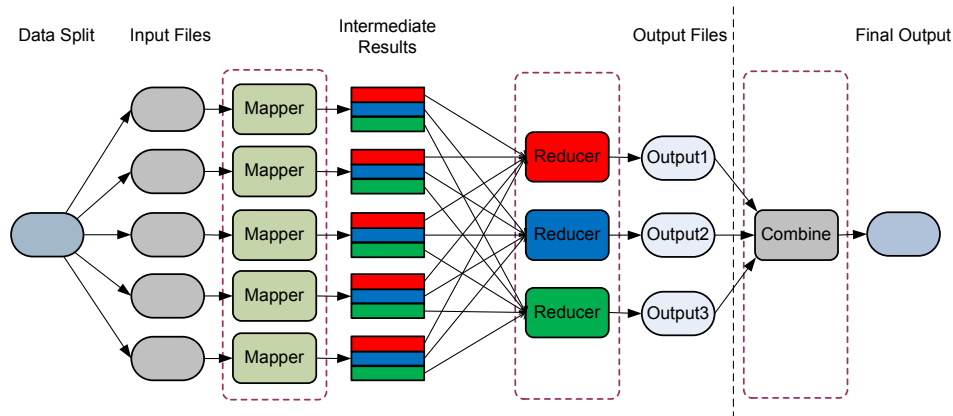 Data Split
Input Files
Intermediate
Results
Output Files
Final Output
Mapper
Mapper
Mapper
Mapper
Mapper
Reducer
Reducer
Reducer
Output1
Output2
Output3
Combine